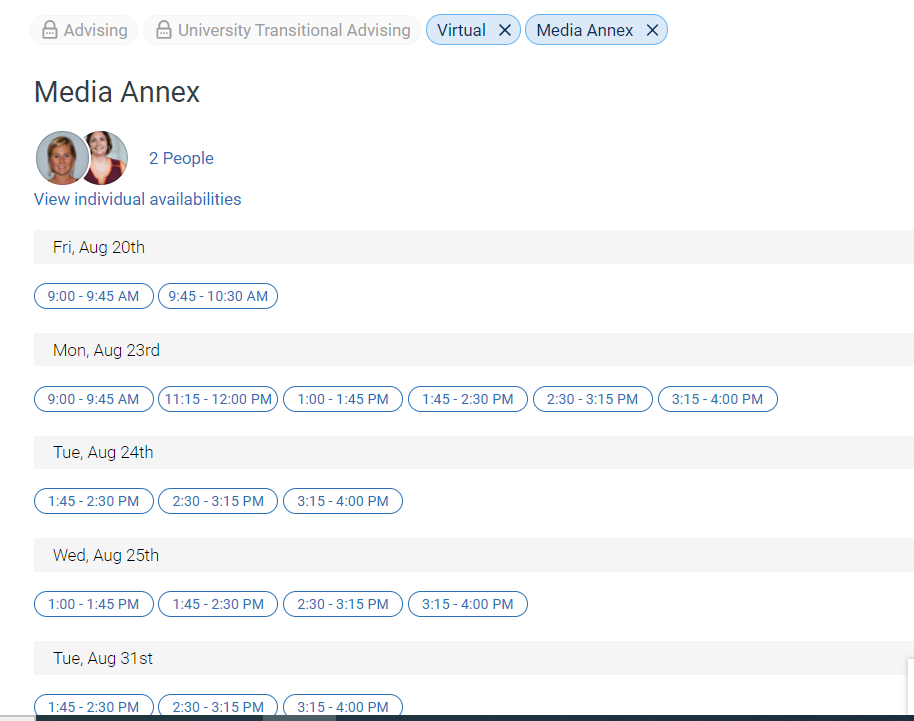 Advising University Transitional Advising Virtual X Media Annex X
Media Annex
2 People
View individual availabilities
Fri, Aug 20th
9:00 - 9:45 AM 9:45 - 10:30 AM
Mon, Aug 23rd
9:00 - 9:45 AM 11:15 - 12:00 PM 1:00 - 1:45 PM 1:45 - 2:30 PM 2:30 - 3:15 PM 3:15 - 4:00 PM
Tue, Aug 24th
1:45 - 2:30 PM 2:30 - 3:15 PM 3:15 - 4:00 PM
Wed, Aug 25th
1:00 - 1:45 PM 1:45 - 2:30 PM 2:30 - 3:15 PM 3:15 - 4:00 PM
Tue, Aug 31st
1:45 - 2:30 PM 2:30 - 3:15 PM 3:15 - 4:00 PM